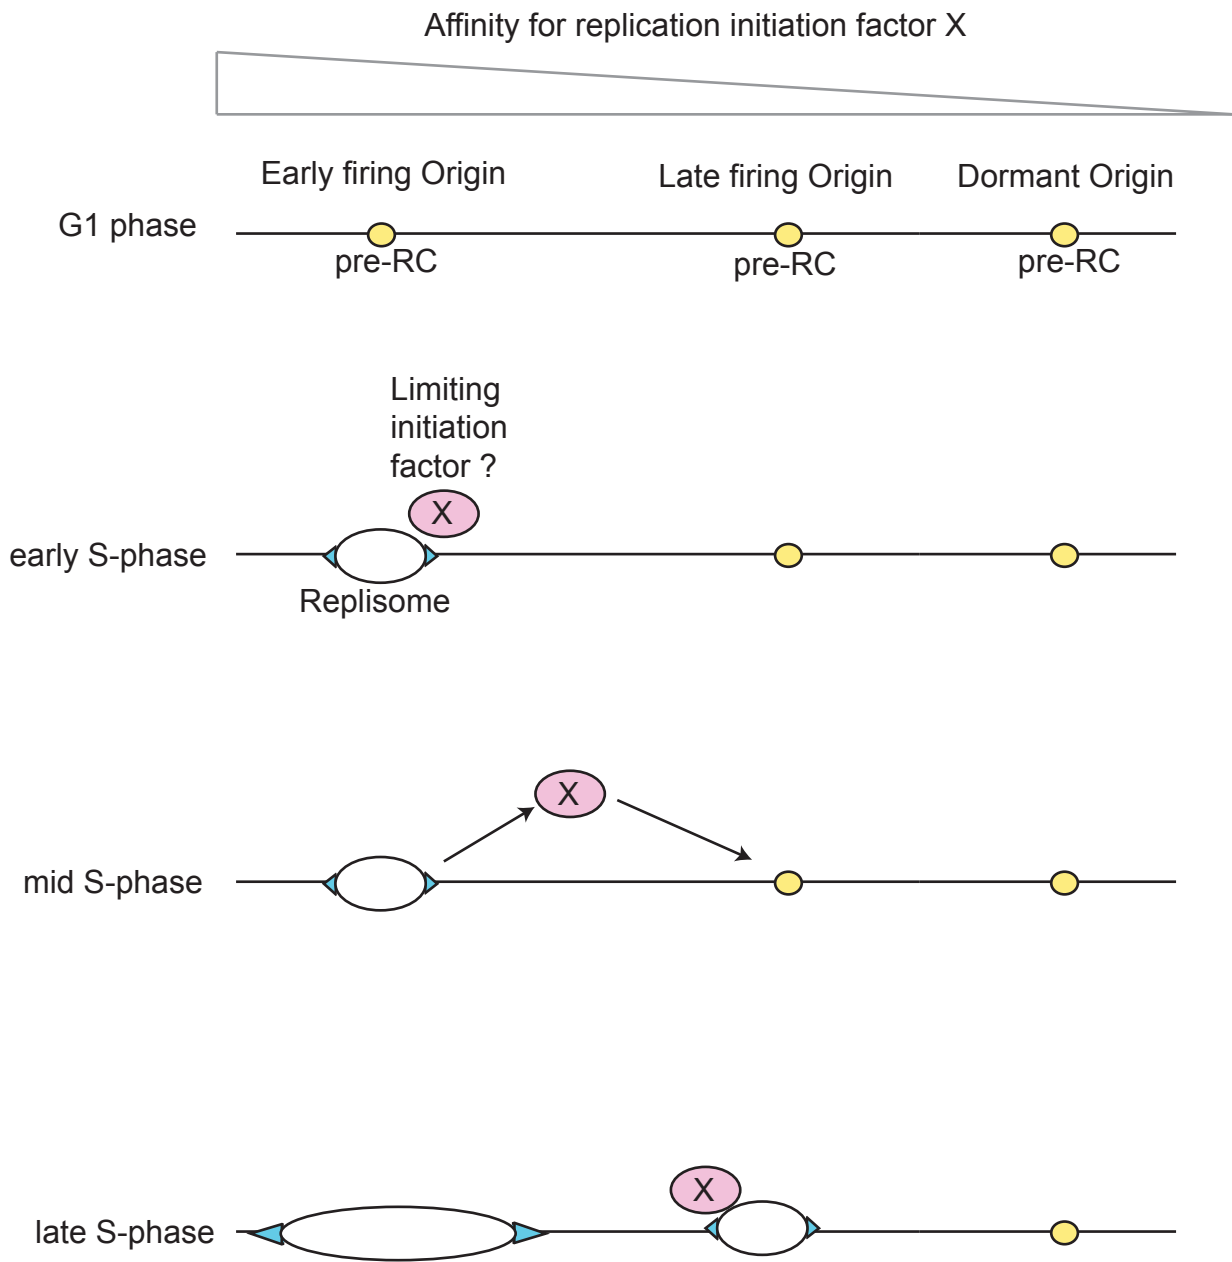 Affinity for replication initiation factor X
Early firing Origin
Late firing Origin
Dormant Origin
G1 phase
pre-RC
pre-RC
pre-RC
Limiting
initiation
factor ?
X
early S-phase
Replisome
X
mid S-phase
X
late S-phase